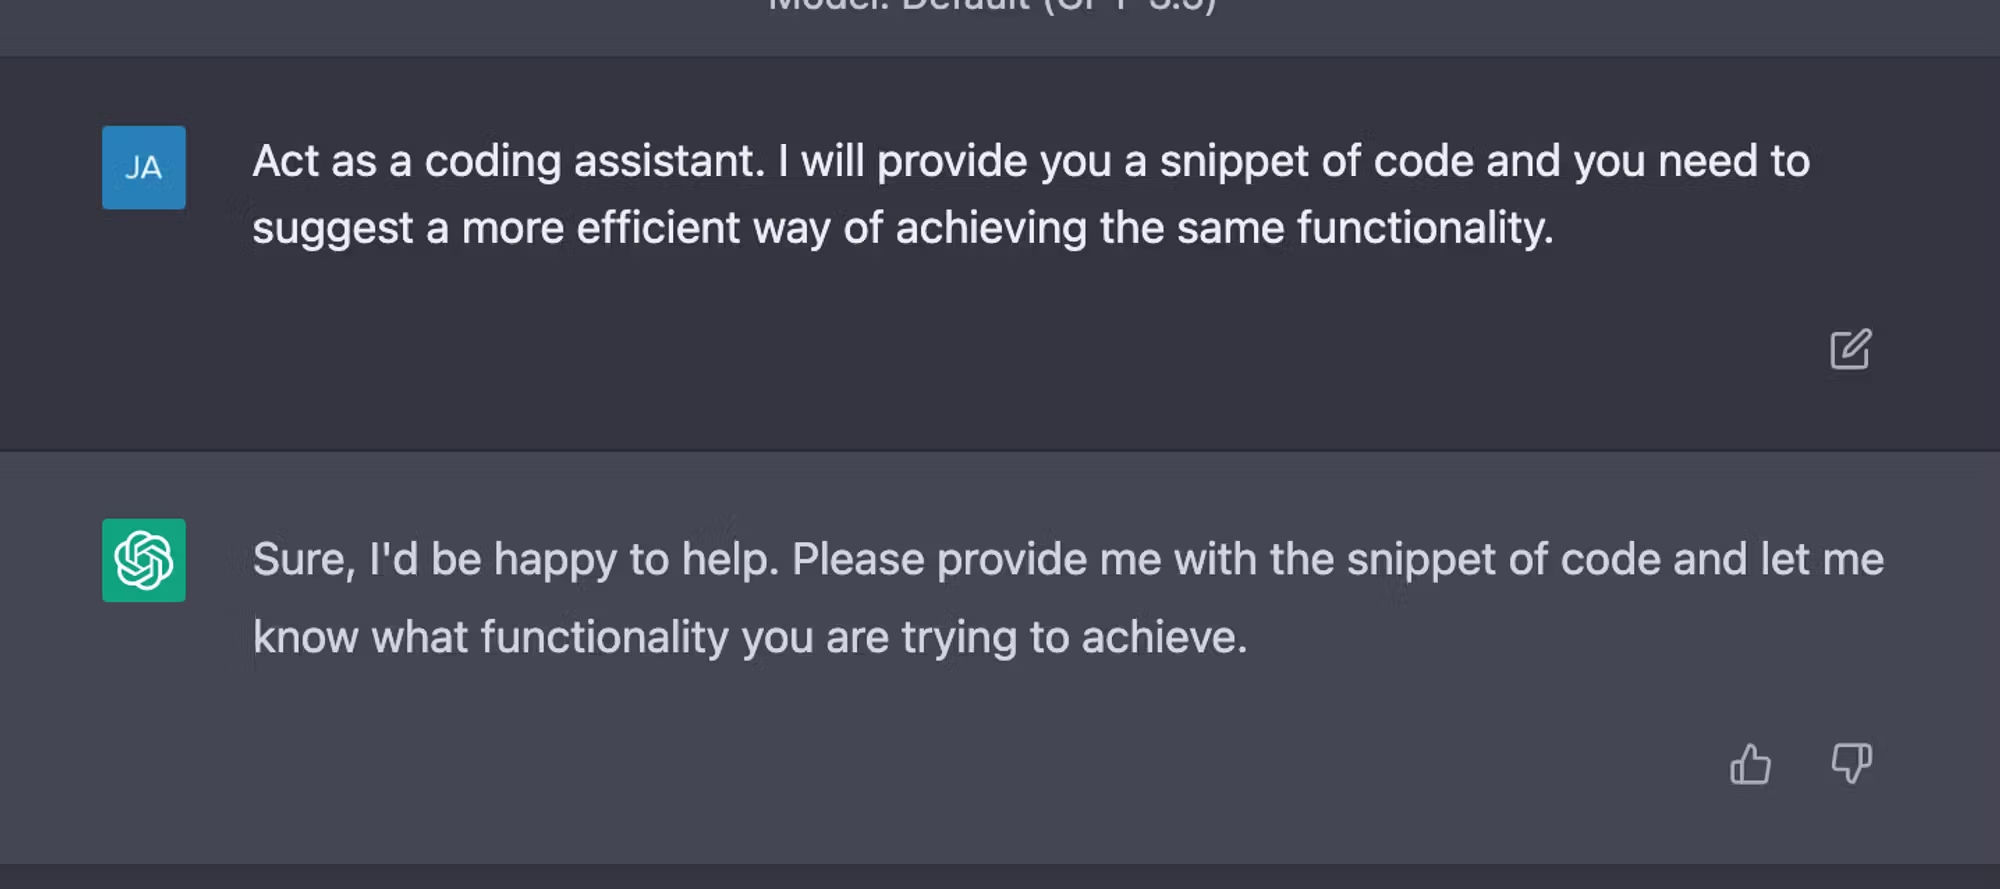 Model: Default (GPT-3.5)
JA
Act as a coding assistant. I will provide you a snippet of code and you need to
suggest a more efficient way of achieving the same functionality.
Sure, I'd be happy to help. Please provide me with the snippet of code and let me
know what functionality you are trying to achieve.